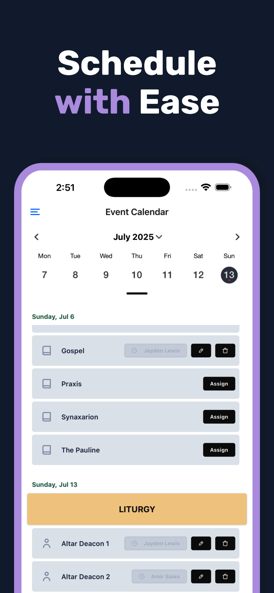 Schedule
with Ease
2:51
Event Calendar
July 2025
Mon Tue Wed Thu Fri Sat Sun
7 8 9 10 11 12 13
Sunday, Jul 6
Gospel Jayden Lewis
Praxis Assign
Synaxarion Assign
The Pauline Assign
Sunday, Jul 13
LITURGY
Altar Deacon 1 Jayden Lewis
Altar Deacon 2